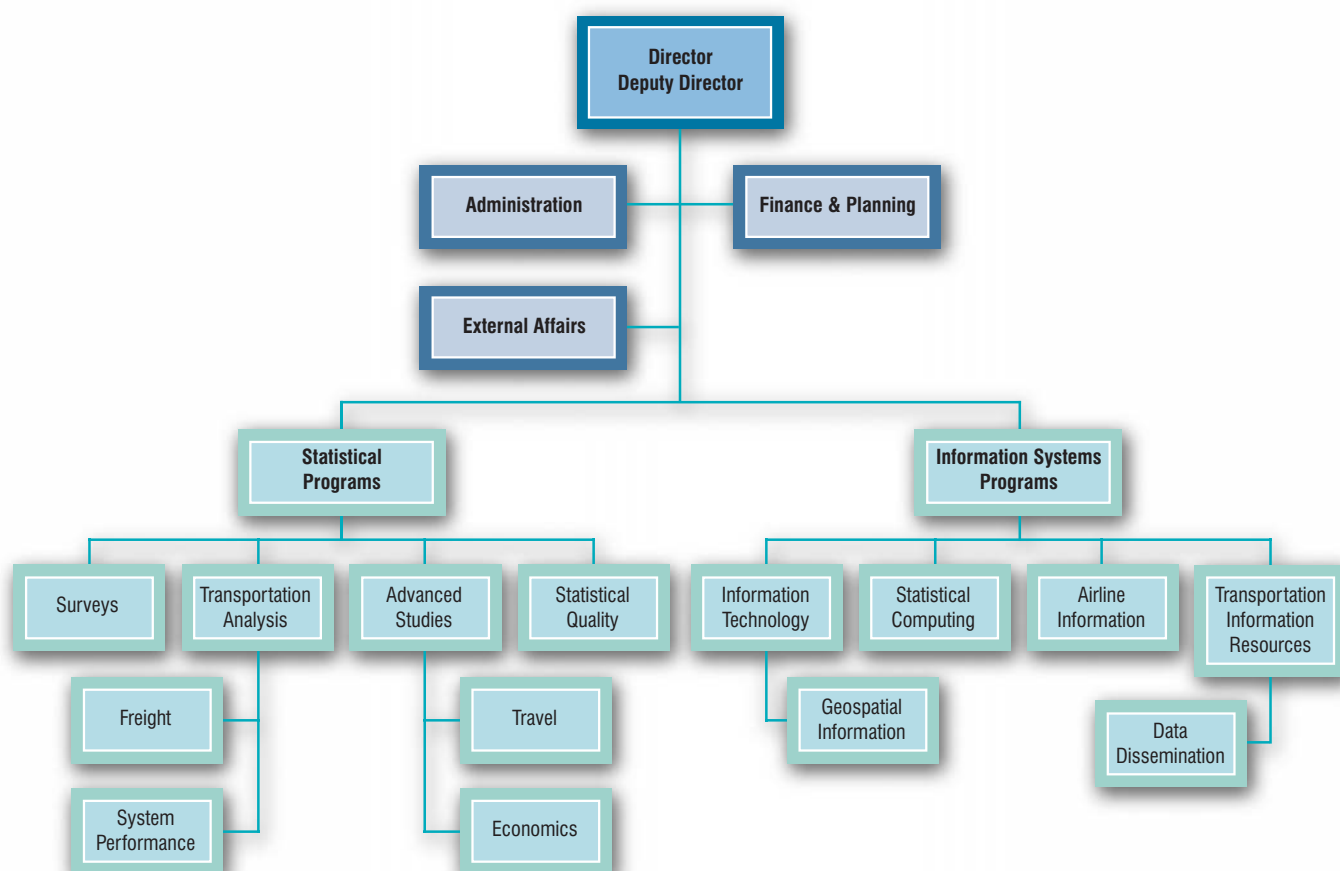 Director
Deputy Director
Administration
Finance & Planning
External Affairs
Statistical
Programs
Information Systems
Programs
Surveys
Transportation
Analysis
Advanced
Studies
Statistical
Quality
Information
Technology
Statistical
Computing
Airline
Information
Transportation
Information
Resources
Freight
Travel
Geospatial
Information
Data
Dissemination
System
Performance
Economics